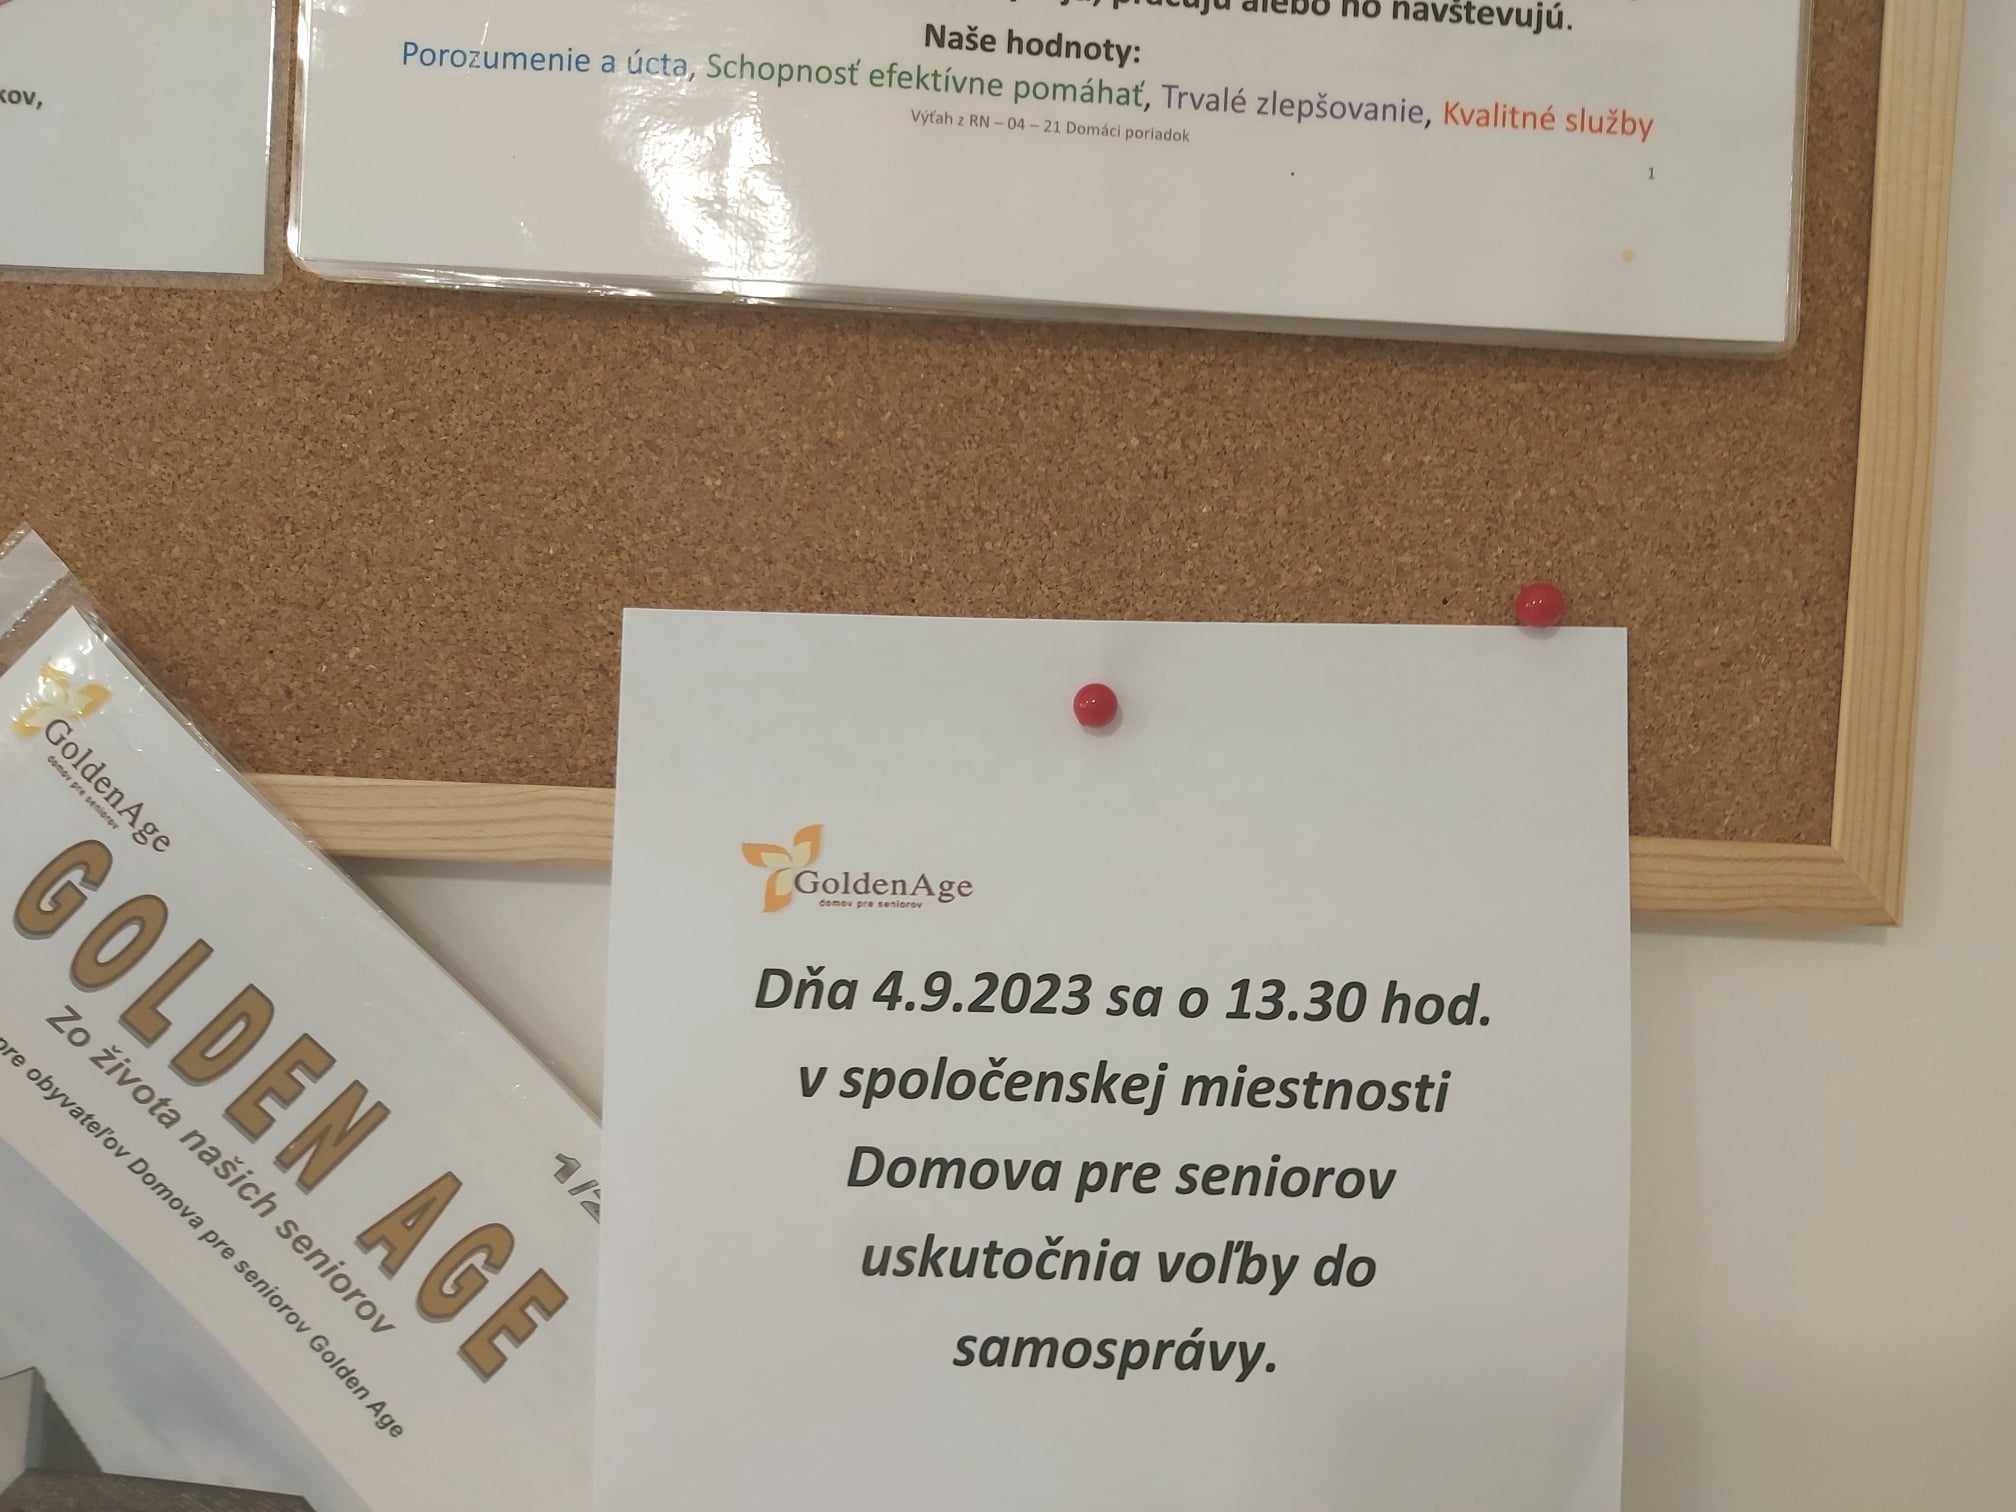 alebo ho navštevujú.
Naše hodnoty:
Porozumenie a úcta, Schopnosť efektívne pomáhať, Trvalé zlepšovanie, Kvalitné služby
Výťah z RN – 04 – 21 Domáci poriadok
1
GoldenAge
domov pre seniorov
GOLDEN AGE
Zo života našich seniorov
pre obyvateľov Domova pre seniorov Golden Age
GoldenAge
domov pre seniorov
Dňa 4.9.2023 sa o 13.30 hod.
v spoločenskej miestnosti
Domova pre seniorov
uskutočnia voľby do
samosprávy.